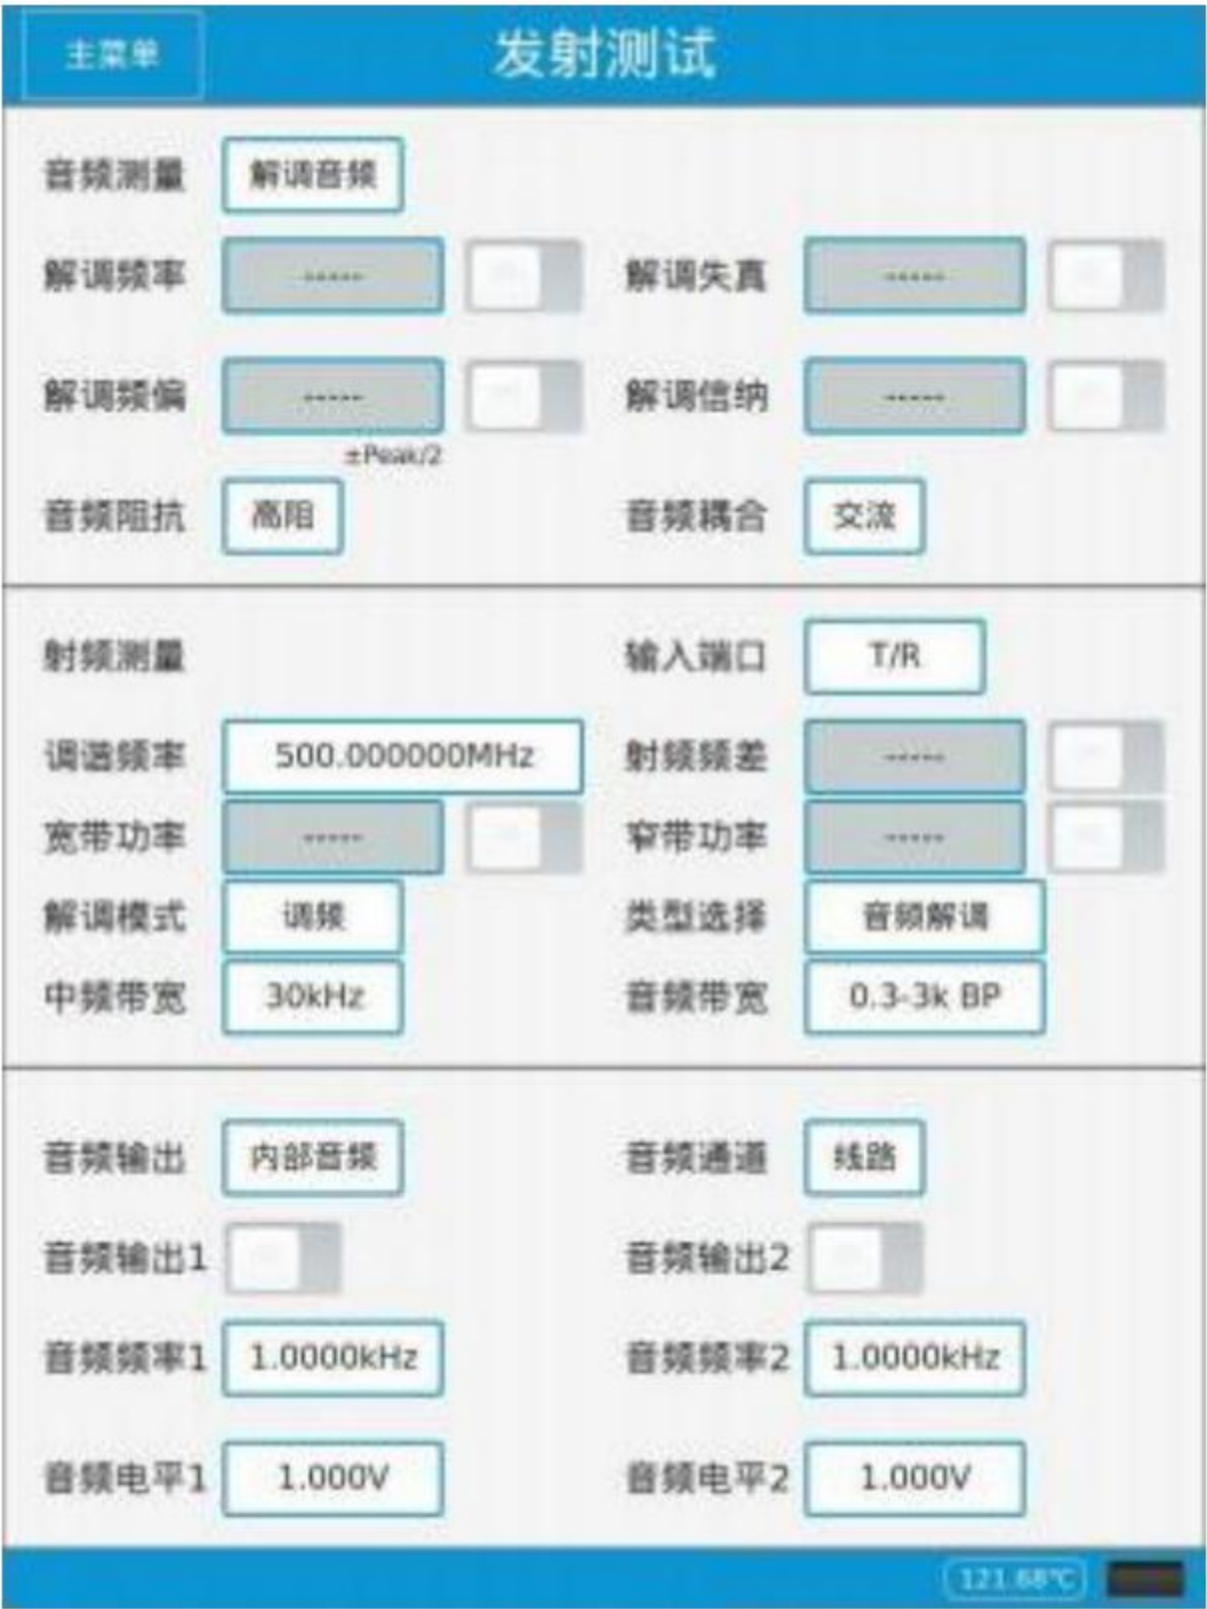 主菜单 发射测试
音频测量 解调音频
解调频率 ----- 解调失真 -----
解调频偏 ----- 解调信纳 -----
±Peak/2
音频阻抗 高阻 音频耦合 交流
射频测量 输入端口 T/R
调谐频率 500.000000MHz 射频频差 -----
宽带功率 ----- 窄带功率 -----
解调模式 调频 类型选择 音频解调
中频带宽 30kHz 音频带宽 0.3-3k BP
音频输出 内部音频 音频通道 线路
音频输出1 音频输出2
音频频率1 1.0000kHz 音频频率2 1.0000kHz
音频电平1 1.000V 音频电平2 1.000V
121.68℃